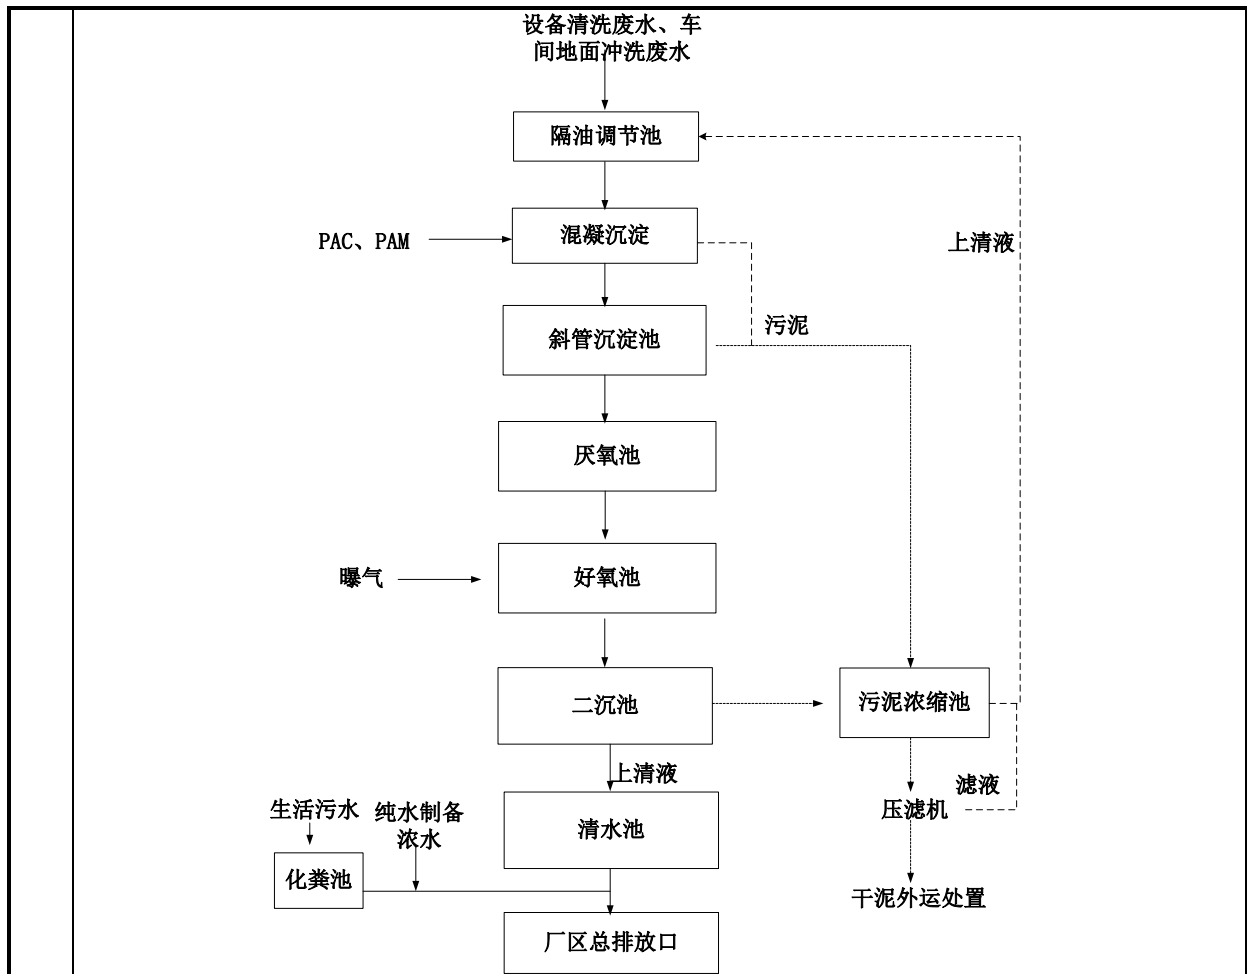 设备清洗废水、车
间地面冲洗废水
隔油调节池
PAC、PAM
混凝沉淀
上清液
污泥
斜管沉淀池
厌氧池
曝气
好氧池
二沉池
污泥浓缩池
上清液
滤液
生活污水
纯水制备
浓水
清水池
压滤机
化粪池
干泥外运处置
厂区总排放口